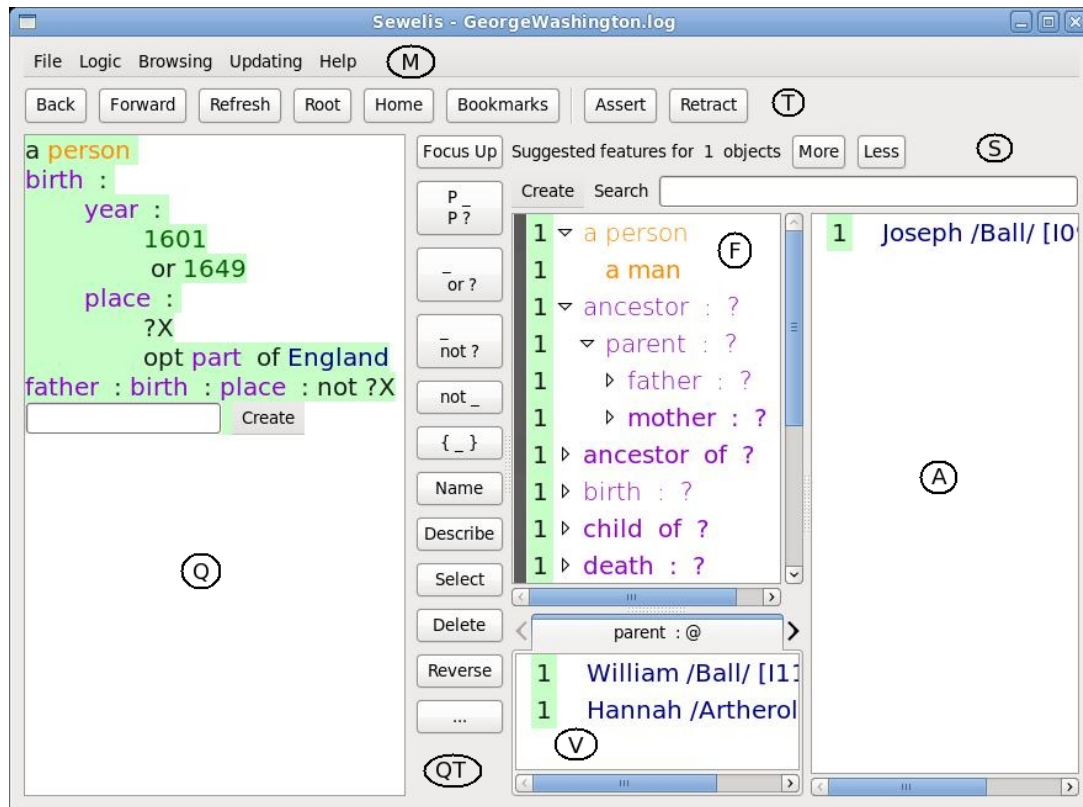 Sewelis - GeorgeWashington.log
File Logic Browsing Updating Help M
Back Forward Refresh Root Home Bookmarks Assert Retract T
a person
birth :
year :
1601
or 1649
place :
?X
opt part of England
father : birth : place : not ?X
Create
Q
Focus Up
P _
P ?
_
or ?
_
not ?
not _
{ _ }
Name
Describe
Select
Delete
Reverse
...
QT
Suggested features for 1 objects More Less S
Create Search
1 a person
1 a man
1 ancestor : ?
1 parent : ?
1 father : ?
1 mother : ?
1 ancestor of ?
1 birth : ?
1 child of ?
1 death : ?
F
parent : @
1 William /Ball/ [I11
1 Hannah /Artherol
V
1 Joseph /Ball/ [I0
A